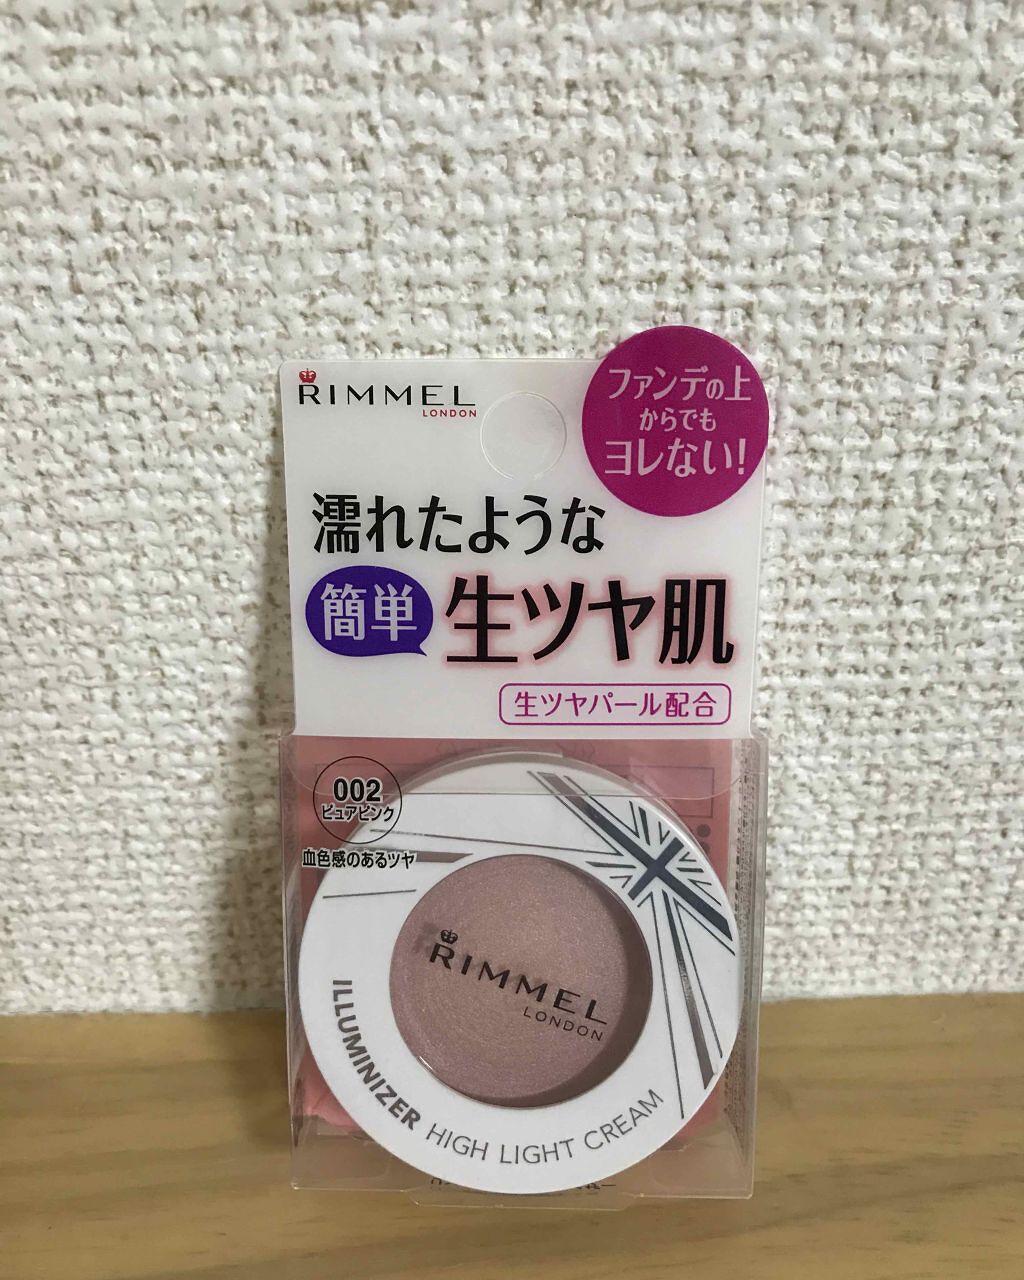 RIMMEL
LONDON
ファンデの上
からでも
ヨレない!
濡れたような
簡単
生ツヤ肌
生ツヤパール配合
002
ピュアピンク
血色感のあるツヤ
RIMMEL
LONDON
ILLUMINIZER HIGH LIGHT CREAM